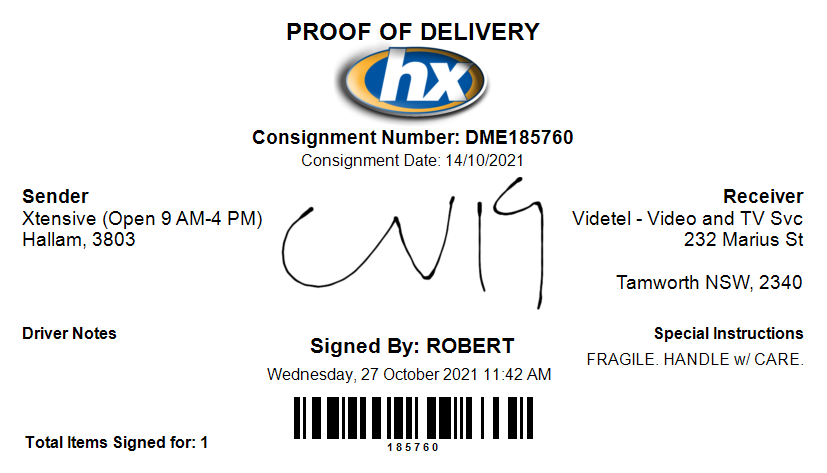 PROOF OF DELIVERY
hx
Consignment Number: DME185760
Consignment Date: 14/10/2021
Sender
Xtensive (Open 9 AM-4 PM)
Hallam, 3803
Receiver
Videtel - Video and TV Svc
232 Marius St
Tamworth NSW, 2340
Driver Notes
Special Instructions
FRAGILE. HANDLE w/ CARE.
Signed By: ROBERT
Wednesday, 27 October 2021 11:42 AM
185760
Total Items Signed for: 1